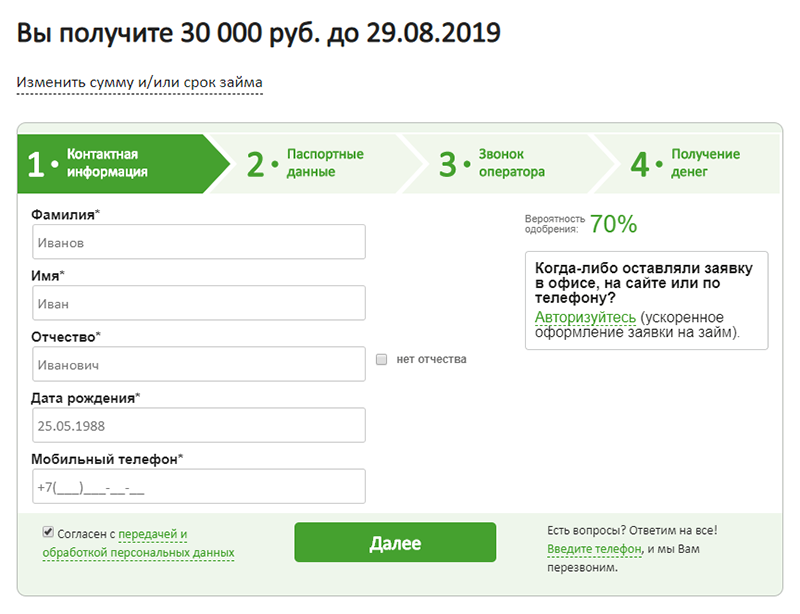 Вы получите 30 000 руб. до 29.08.2019
Изменить сумму и/или срок займа
1 • Контактная
информация
2 • Паспортные
данные
3 • Звонок
оператора
4 • Получение
денег
Фамилия*
Иванов
Имя*
Иван
Отчество*
Иванович
нет отчества
Дата рождения*
25.05.1988
Мобильный телефон*
+7(___)___-__-__
Вероятность
одобрения: 70%
Когда-либо оставляли заявку
в офисе, на сайте или по
телефону?
Авторизуйтесь (ускоренное
оформление заявки на займ).
Согласен с передачей и
обработкой персональных данных
Далее
Есть вопросы? Ответим на все!
Введите телефон, и мы Вам
перезвоним.